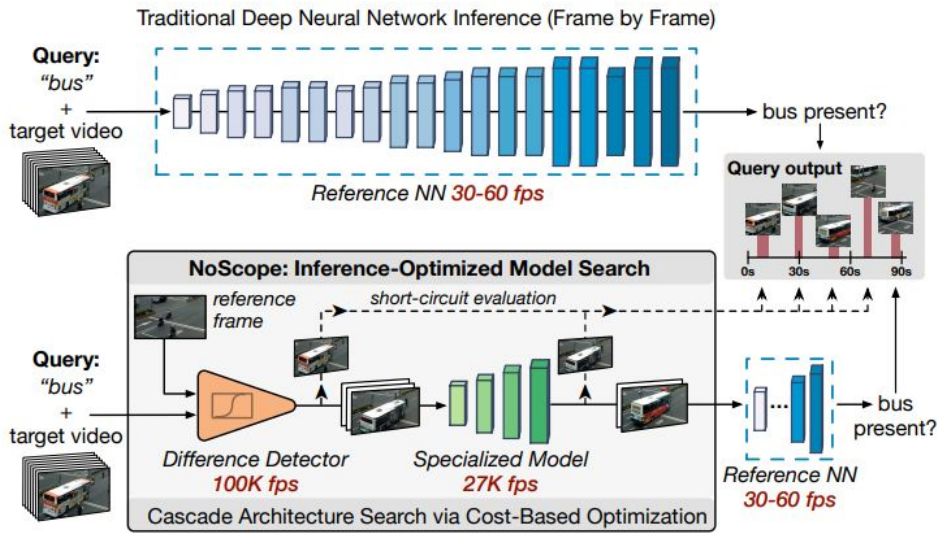 Traditional Deep Neural Network Inference (Frame by Frame)
Query:
"bus"
+
target video
Reference NN 30-60 fps
bus present?
Query output
0s 30s 60s 90s
NoScope: Inference-Optimized Model Search
reference
frame
short-circuit evaluation
Query:
"bus"
+
target video
Difference Detector
100K fps
Specialized Model
27K fps
...
Reference NN
30-60 fps
bus
present?
Cascade Architecture Search via Cost-Based Optimization